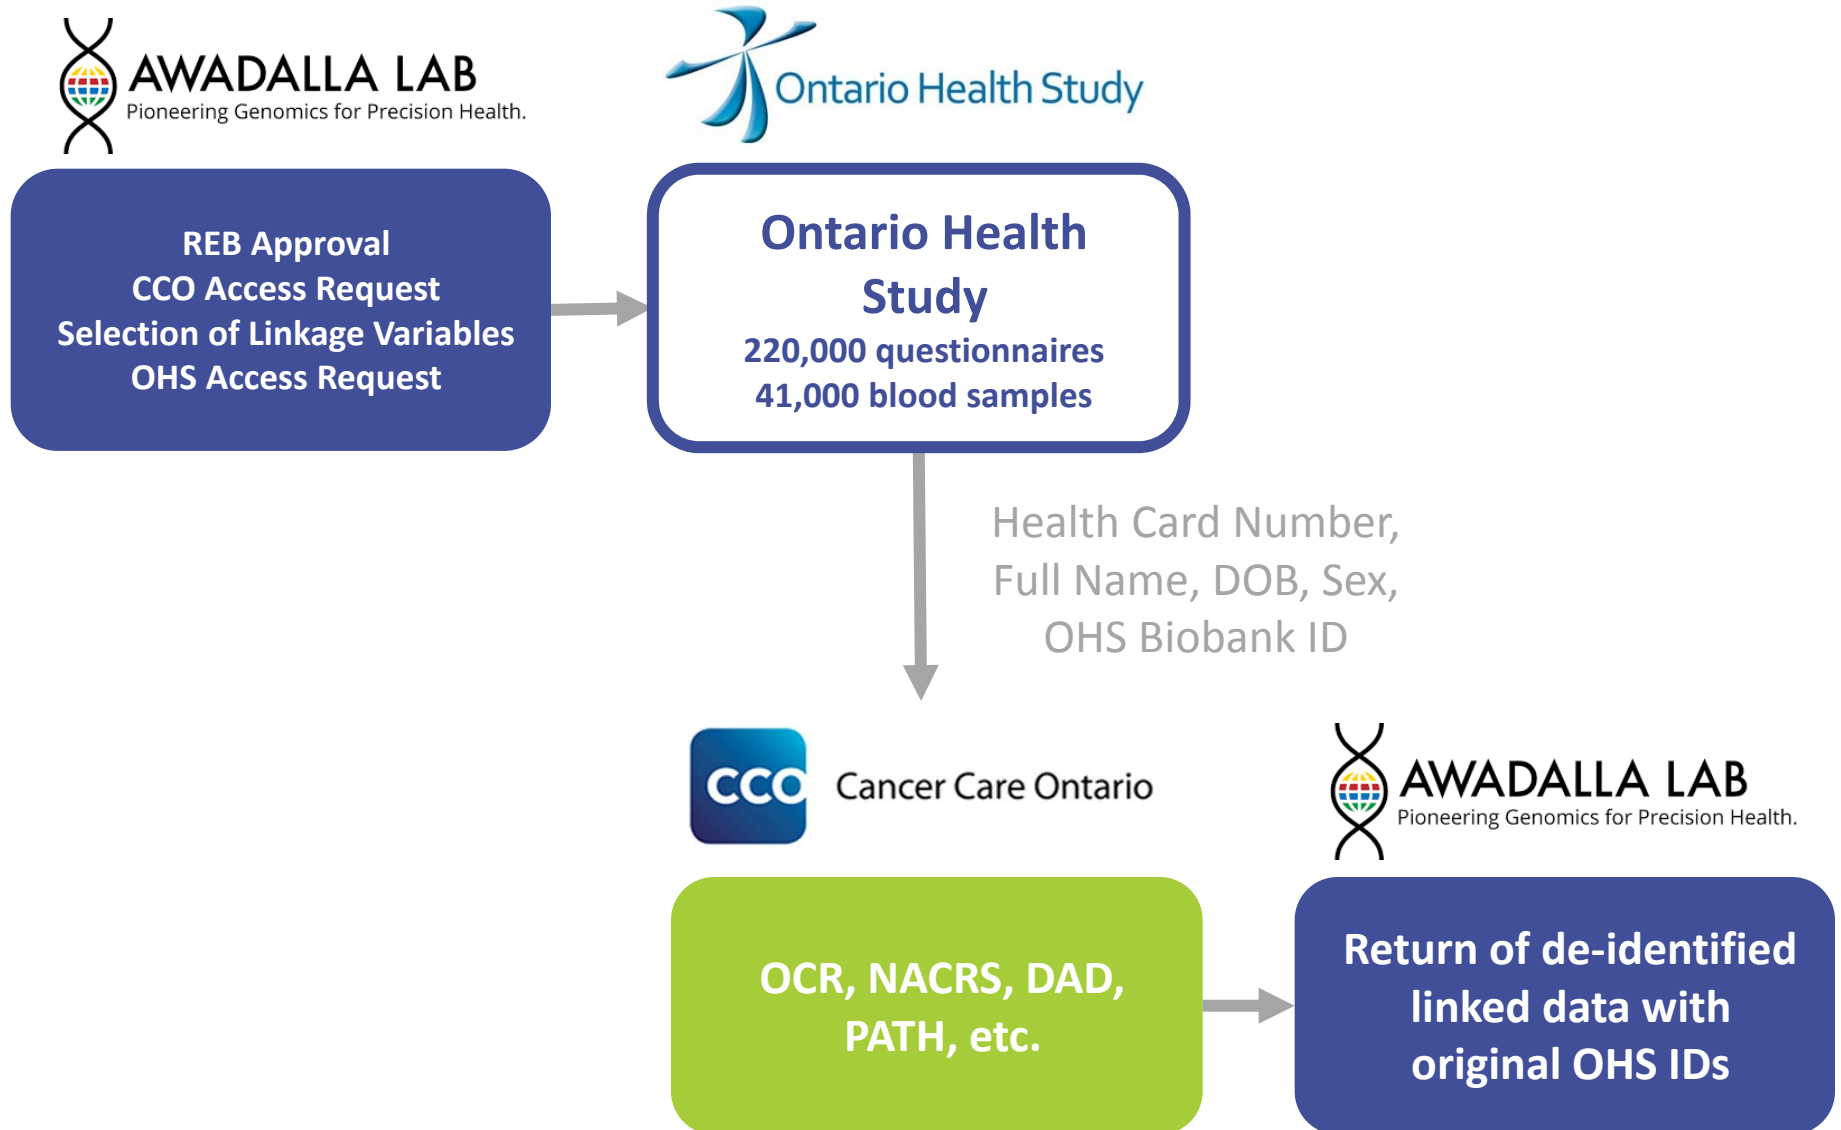 AWADALLA LAB
Pioneering Genomics for Precision Health.
Ontario Health Study
REB Approval
CCO Access Request
Selection of Linkage Variables
OHS Access Request
Ontario Health
Study
220,000 questionnaires
41,000 blood samples
Health Card Number,
Full Name, DOB, Sex,
OHS Biobank ID
CCO
Cancer Care Ontario
AWADALLA LAB
Pioneering Genomics for Precision Health.
OCR, NACRS, DAD,
PATH, etc.
Return of de-identified
linked data with
original OHS IDs